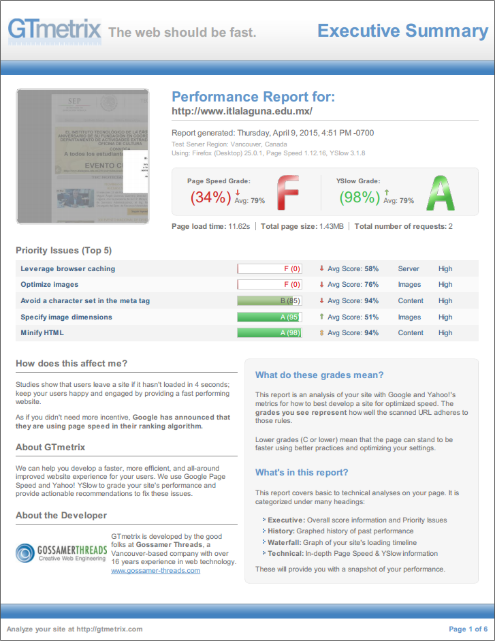 GTmetrix The web should be fast. Executive Summary
Performance Report for:
http://www.itlalaguna.edu.mx/
Report generated: Thursday, April 9, 2015, 4:51 PM -0700
Test Server Region: Vancouver, Canada
Using: Firefox (Desktop) 25.0.1, Page Speed 1.12.16, YSlow 3.1.8
Page Speed Grade:
(34%) ↓ Avg: 79% F
YSlow Grade:
(98%) ↑ Avg: 79% A
Page load time: 11.62s | Total page size: 1.43MB | Total number of requests: 2
SEP
EVENTO
Priority Issues (Top 5)
Leverage browser caching F (0) Avg Score: 58% Server High
Optimize images F (0) Avg Score: 76% Images High
Avoid a character set in the meta tag B (85) Avg Score: 94% Content High
Specify image dimensions A (95) Avg Score: 51% Images High
Minify HTML A (98) Avg Score: 94% Content High
How does this affect me?
Studies show that users leave a site if it hasn't loaded in 4 seconds;
keep your users happy and engaged by providing a fast performing
website.
As if you didn't need more incentive, Google has announced that
they are using page speed in their ranking algorithm.
About GTmetrix
We can help you develop a faster, more efficient, and all-around
improved website experience for your users. We use Google Page
Speed and Yahoo! YSlow to grade your site's performance and
provide actionable recommendations to fix these issues.
About the Developer
GOSSAMER THREADS
Creative Web Engineering
GTmetrix is developed by the good
folks at Gossamer Threads, a
Vancouver-based company with over
16 years experience in web technology.
www.gossamer-threads.com
What do these grades mean?
This report is an analysis of your site with Google and Yahoo!'s
metrics for how to best develop a site for optimized speed. The
grades you see represent how well the scanned URL adheres to
those rules.
Lower grades (C or lower) mean that the page can stand to be
faster using better practices and optimizing your settings.
What's in this report?
This report covers basic to technical analyses on your page. It is
categorized under many headings:
Executive: Overall score information and Priority Issues
History: Graphed history of past performance
Waterfall: Graph of your site's loading timeline
Technical: In-depth Page Speed & YSlow information
These will provide you with a snapshot of your performance.
Analyze your site at http://gtmetrix.com Page 1 of 6